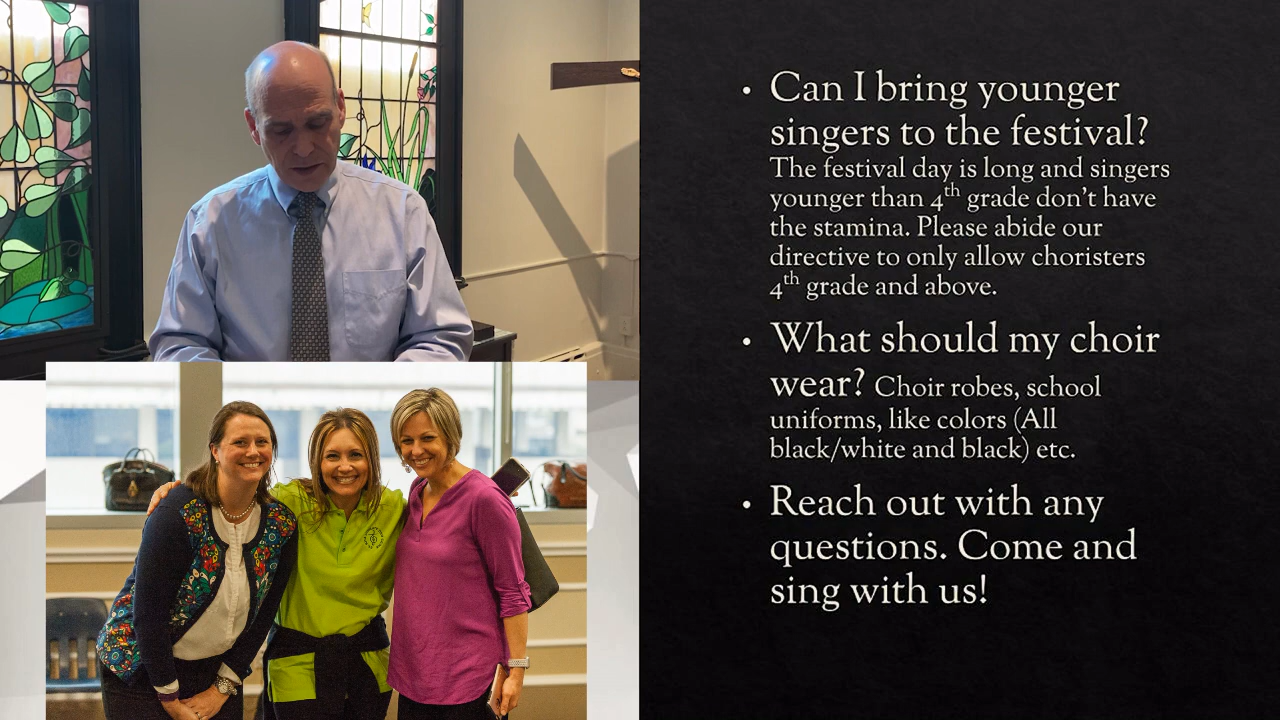 • Can I bring younger
singers to the festival?
The festival day is long and singers
younger than 4th grade don't have
the stamina. Please abide our
directive to only allow choristers
4th grade and above.
• What should my choir
wear? Choir robes, school
uniforms, like colors (All
black/white and black) etc.
• Reach out with any
questions. Come and
sing with us!